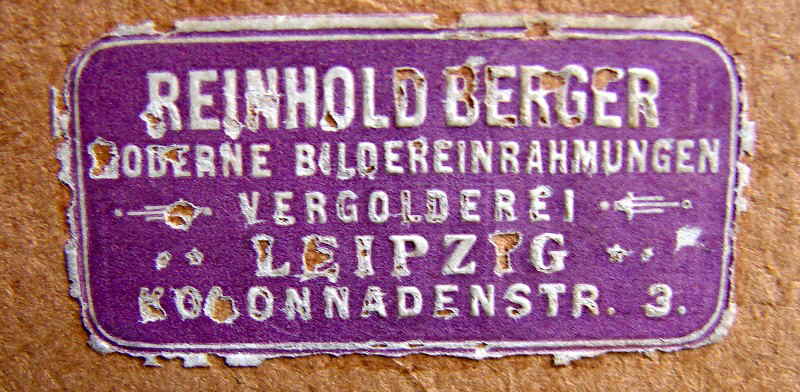 REINHOLD BERGER
MODERNE BILDEREINRAHMUNGEN
VERGOLDEREI
LEIPZIG
KOLONNADENSTR. 3.